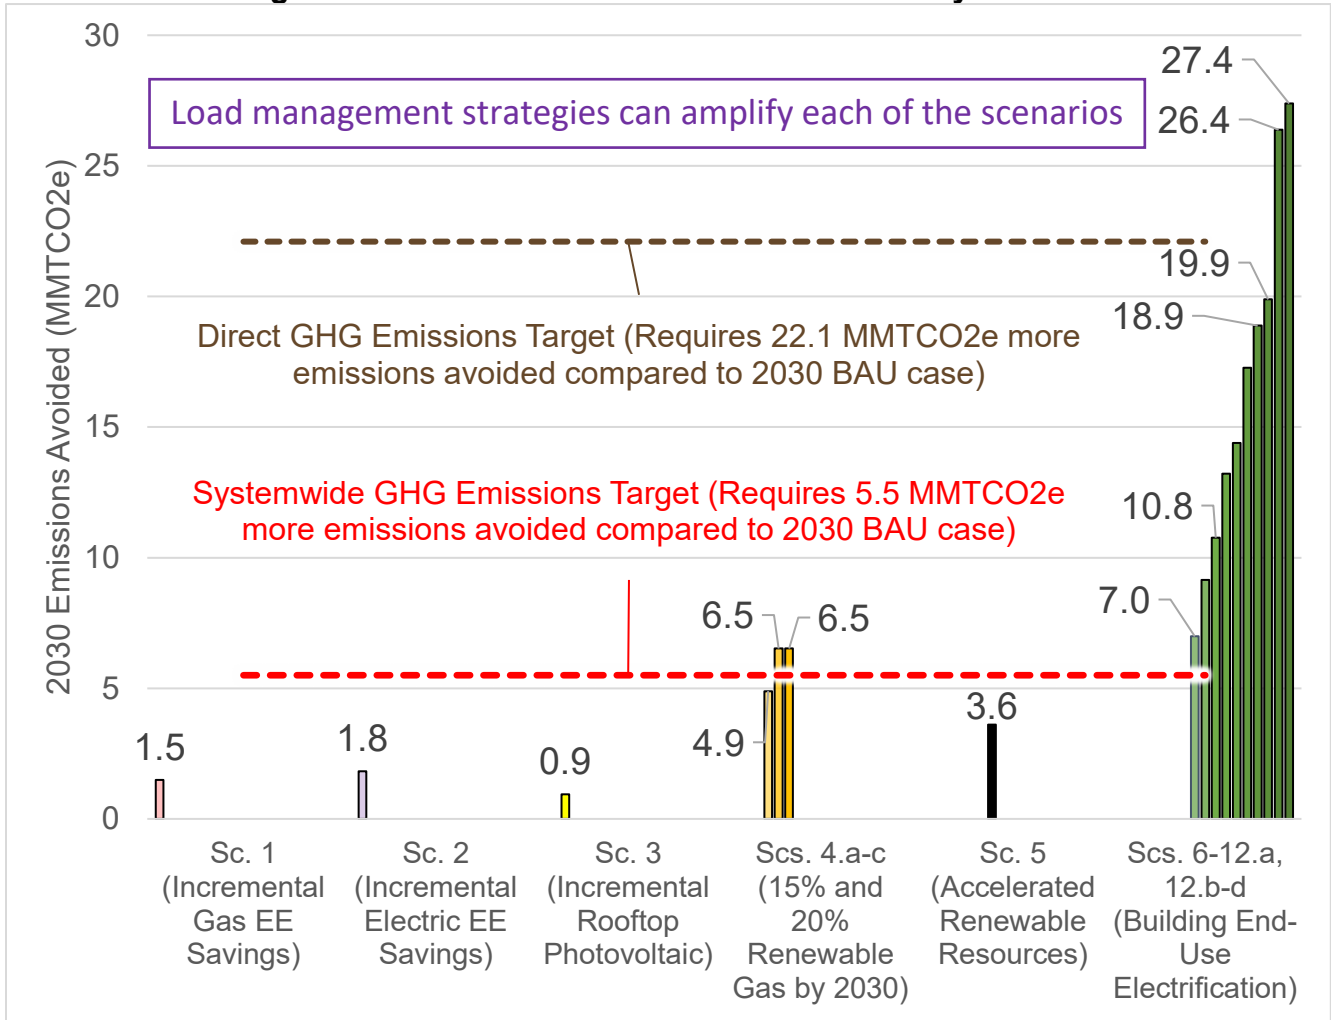 30
25
20
15
10
5
0
2030 Emissions Avoided (MMTCO2e)
Load management strategies can amplify each of the scenarios
27.4
26.4
19.9
18.9
Direct GHG Emissions Target (Requires 22.1 MMTCO2e more
emissions avoided compared to 2030 BAU case)
Systemwide GHG Emissions Target (Requires 5.5 MMTCO2e
more emissions avoided compared to 2030 BAU case)
10.8
7.0
6.5
6.5
4.9
3.6
1.5
1.8
0.9
Sc. 1
(Incremental
Gas EE
Savings)
Sc. 2
(Incremental
Electric EE
Savings)
Sc. 3
(Incremental
Rooftop
Photovoltaic)
Scs. 4.a-c
(15% and
20%
Renewable
Gas by 2030)
Sc. 5
(Accelerated
Renewable
Resources)
Scs. 6-12.a,
12.b-d
(Building End-
Use
Electrification)